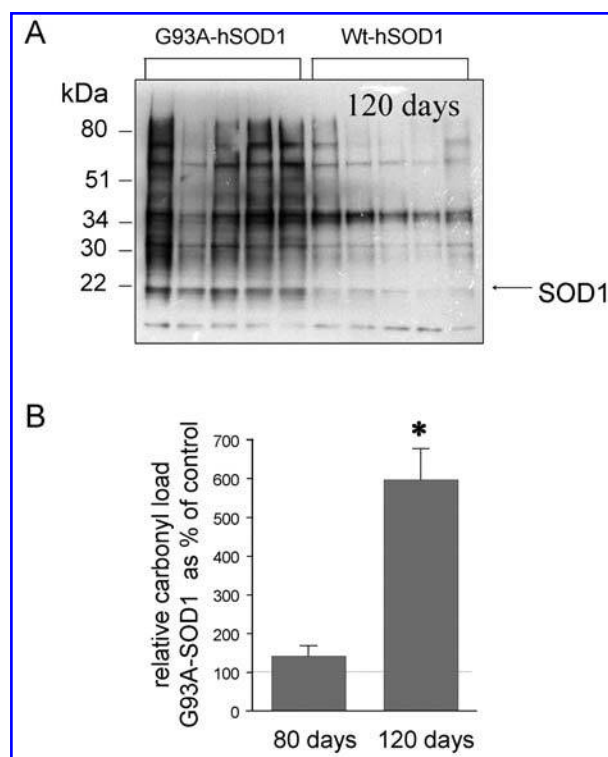 A
G93A-hSOD1 Wt-hSOD1
kDa
120 days
80
51
34
30
22
SOD1
B
*
relative carbonyl load
G93A-SOD1 as % of control
700
600
500
400
300
200
100
0
80 days 120 days